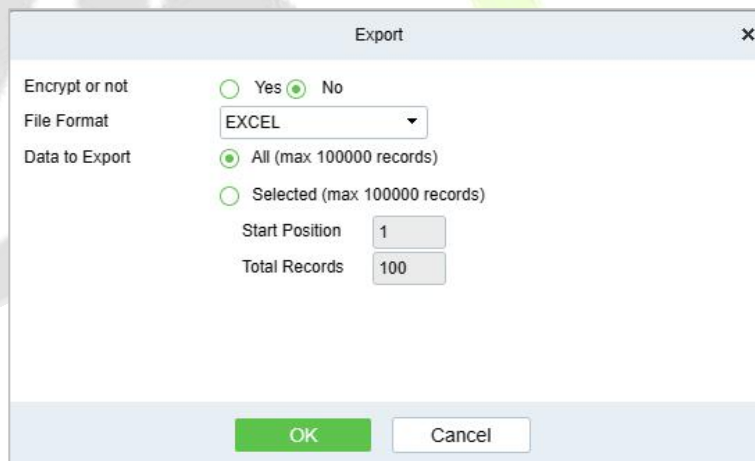 Export
Encrypt or not Yes No
File Format EXCEL
Data to Export All (max 100000 records)
Selected (max 100000 records)
Start Position 1
Total Records 100
OK Cancel